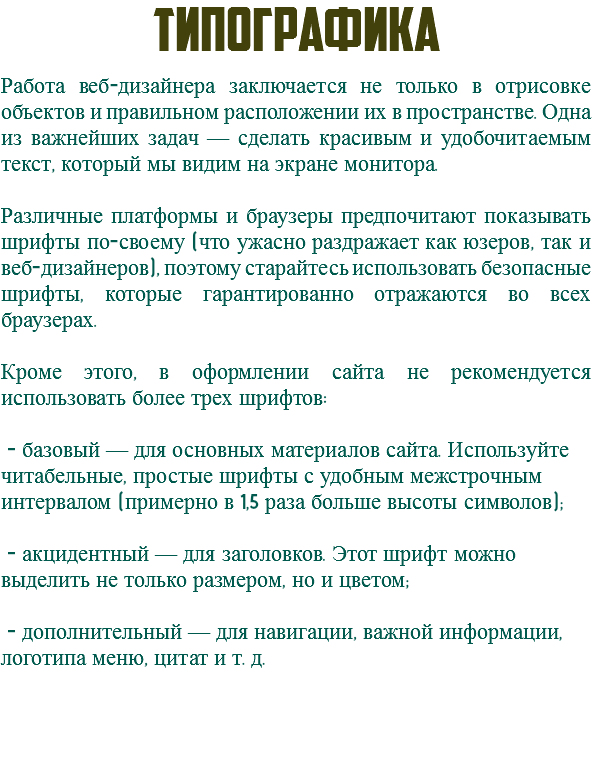 ТИПОГРАФИКА
Работа веб-дизайнера заключается не только в отрисовке
объектов и правильном расположении их в пространстве. Одна
из важнейших задач — сделать красивым и удобочитаемым
текст, который мы видим на экране монитора.
Различные платформы и браузеры предпочитают показывать
шрифты по-своему (что ужасно раздражает как юзеров, так и
веб-дизайнеров), поэтому старайтесь использовать безопасные
шрифты, которые гарантированно отражаются во всех
браузерах.
Кроме этого, в оформлении сайта не рекомендуется
использовать более трех шрифтов:
- базовый — для основных материалов сайта. Используйте
читабельные, простые шрифты с удобным межстрочным
интервалом (примерно в 1,5 раза больше высоты символов);
- акцидентный — для заголовков. Этот шрифт можно
выделить не только размером, но и цветом;
- дополнительный — для навигации, важной информации,
логотипа меню, цитат и т. д.